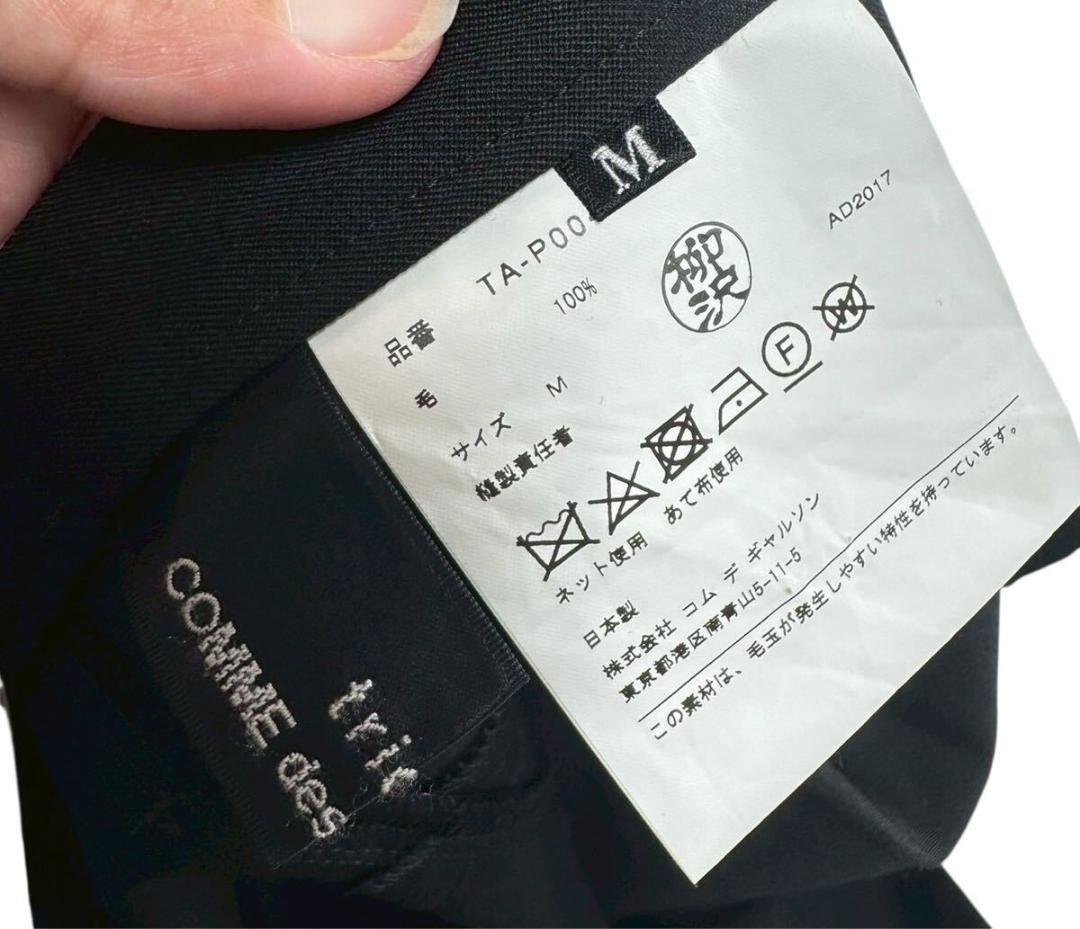 M
品番 TA-P00
毛 100%
サイズ M
縫製責任者 柳沢
AD2017
W
F
ネット使用 あて布使用
日本製
株式会社 コム デ ギャルソン
東京都港区南青山5-11-5
この素材は、毛玉が発生しやすい特性を持っています。
tric
COMME des